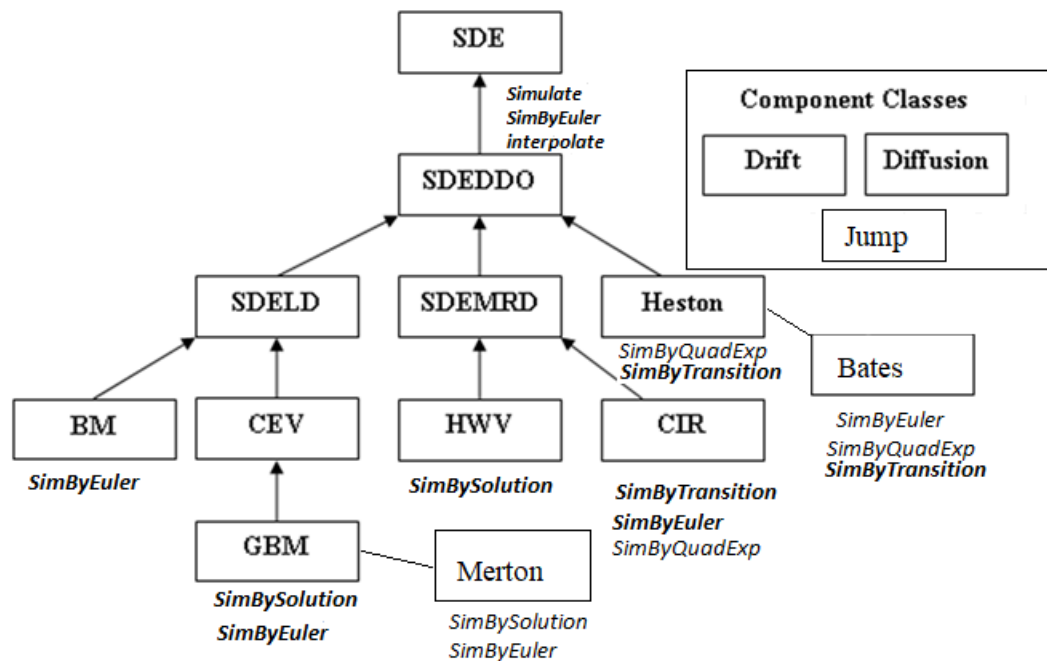 SDE
Simulate
SimByEuler
interpolate
Component Classes
Drift
Diffusion
Jump
SDEDDO
SDELD
SDEMRD
Heston
SimByQuadExp
SimByTransition
Bates
SimByEuler
SimByQuadExp
SimByTransition
BM
SimByEuler
CEV
HWV
SimBySolution
CIR
SimByTransition
SimByEuler
SimByQuadExp
GBM
SimBySolution
SimByEuler
Merton
SimBySolution
SimByEuler